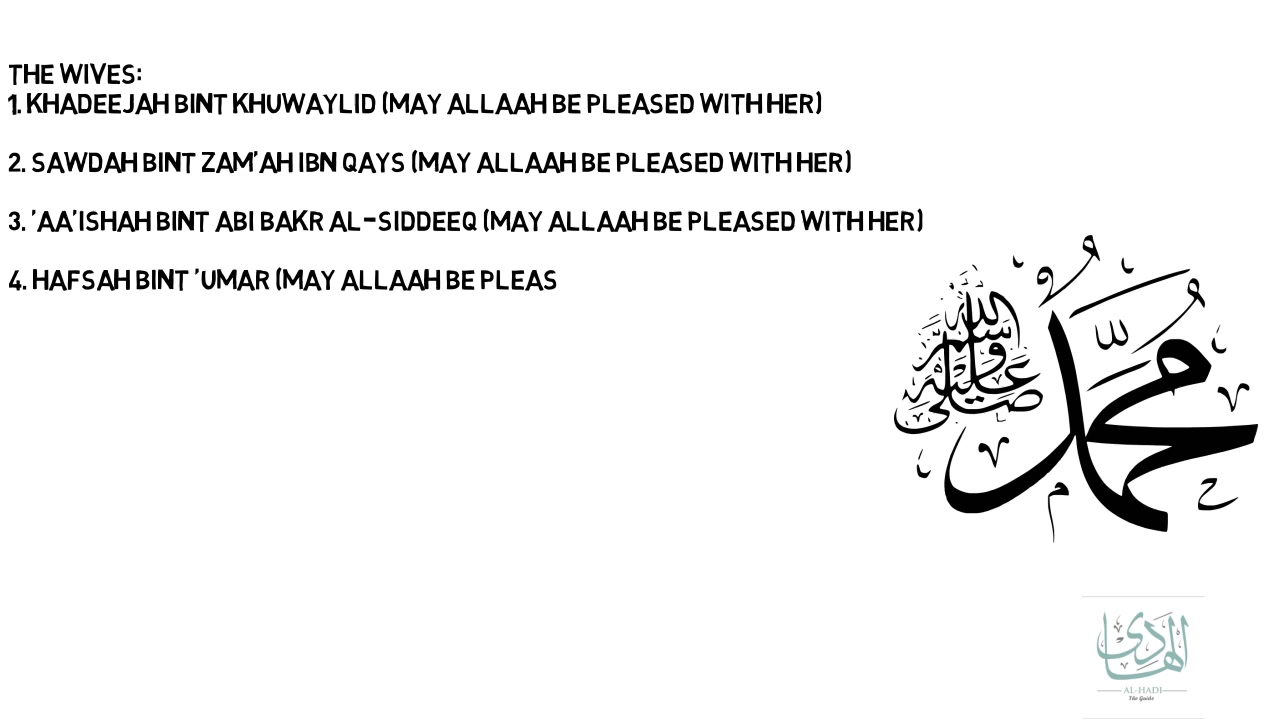 THE WIVES:
1. KHADEEJAH BINT KHUWAYLID (MAY ALLAAH BE PLEASED WITH HER)
2. SAWDAH BINT ZAM'AH IBN QAYS (MAY ALLAAH BE PLEASED WITH HER)
3. 'AA'ISHAH BINT ABI BAKR AL-SIDDEEQ (MAY ALLAAH BE PLEASED WITH HER)
4. HAFSAH BINT 'UMAR (MAY ALLAAH BE PLEAS
محمد
صلى الله عليه وسلم
الهادي
AL-HADI
The Guide